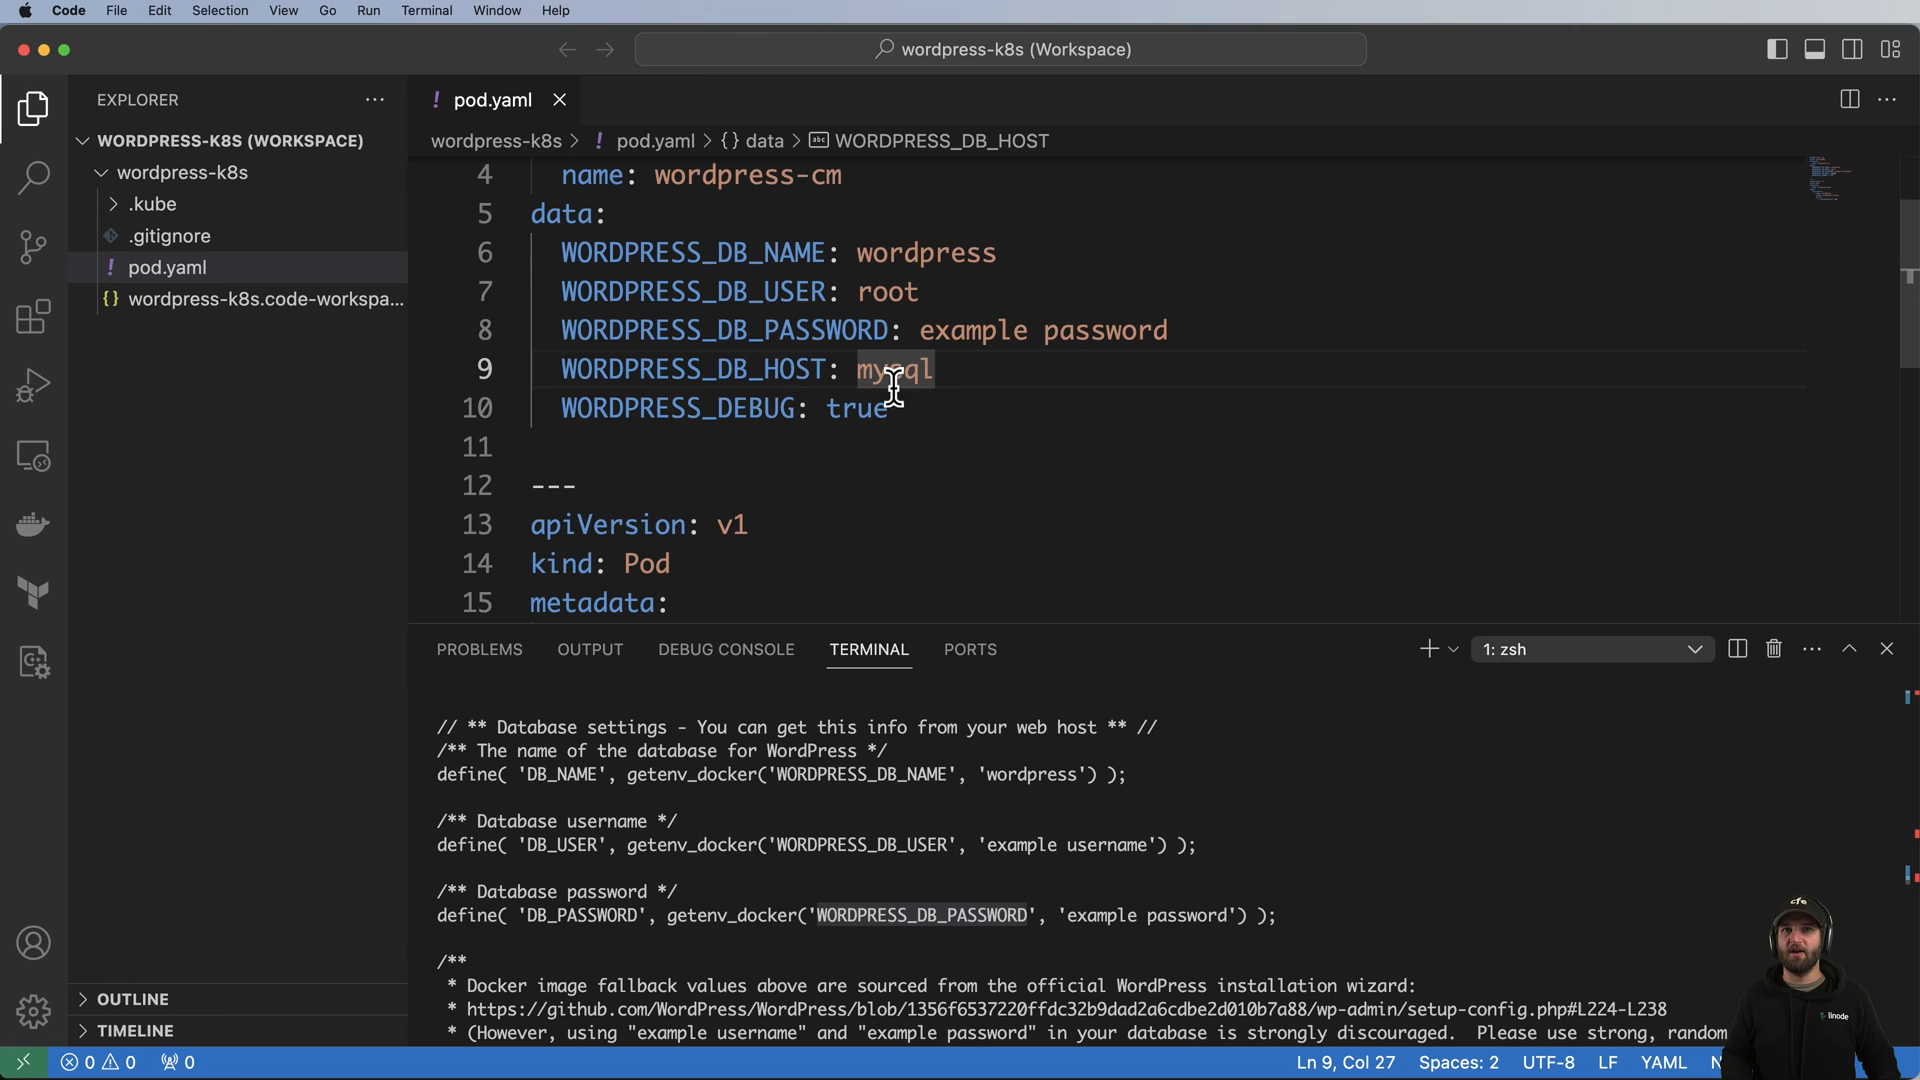 Code File Edit Selection View Go Run Terminal Window Help
wordpress-k8s (Workspace)
EXPLORER
pod.yaml
WORDPRESS-K8S (WORKSPACE)
wordpress-k8s
.kube
.gitignore
pod.yaml
wordpress-k8s.code-workspa...
wordpress-k8s > ! pod.yaml > {} data > abc WORDPRESS_DB_HOST
4 name: wordpress-cm
5 data:
6 WORDPRESS_DB_NAME: wordpress
7 WORDPRESS_DB_USER: root
8 WORDPRESS_DB_PASSWORD: example password
9 WORDPRESS_DB_HOST: mysql
10 WORDPRESS_DEBUG: true
11
12 ---
13 apiVersion: v1
14 kind: Pod
15 metadata:
PROBLEMS OUTPUT DEBUG CONSOLE TERMINAL PORTS 1: zsh
// ** Database settings - You can get this info from your web host ** //
/** The name of the database for WordPress */
define( 'DB_NAME', getenv_docker('WORDPRESS_DB_NAME', 'wordpress') );
/** Database username */
define( 'DB_USER', getenv_docker('WORDPRESS_DB_USER', 'example username') );
/** Database password */
define( 'DB_PASSWORD', getenv_docker('WORDPRESS_DB_PASSWORD', 'example password') );
/**
* Docker image fallback values above are sourced from the official WordPress installation wizard:
* https://github.com/WordPress/WordPress/blob/1356f6537220ffdc32b9dad2a6cdbe2d010b7a88/wp-admin/setup-config.php#L224-L238
* (However, using "example username" and "example password" in your database is strongly discouraged. Please use strong, random
OUTLINE
TIMELINE
cfe
linode
0 0 0
Ln 9, Col 27 Spaces: 2 UTF-8 LF YAML